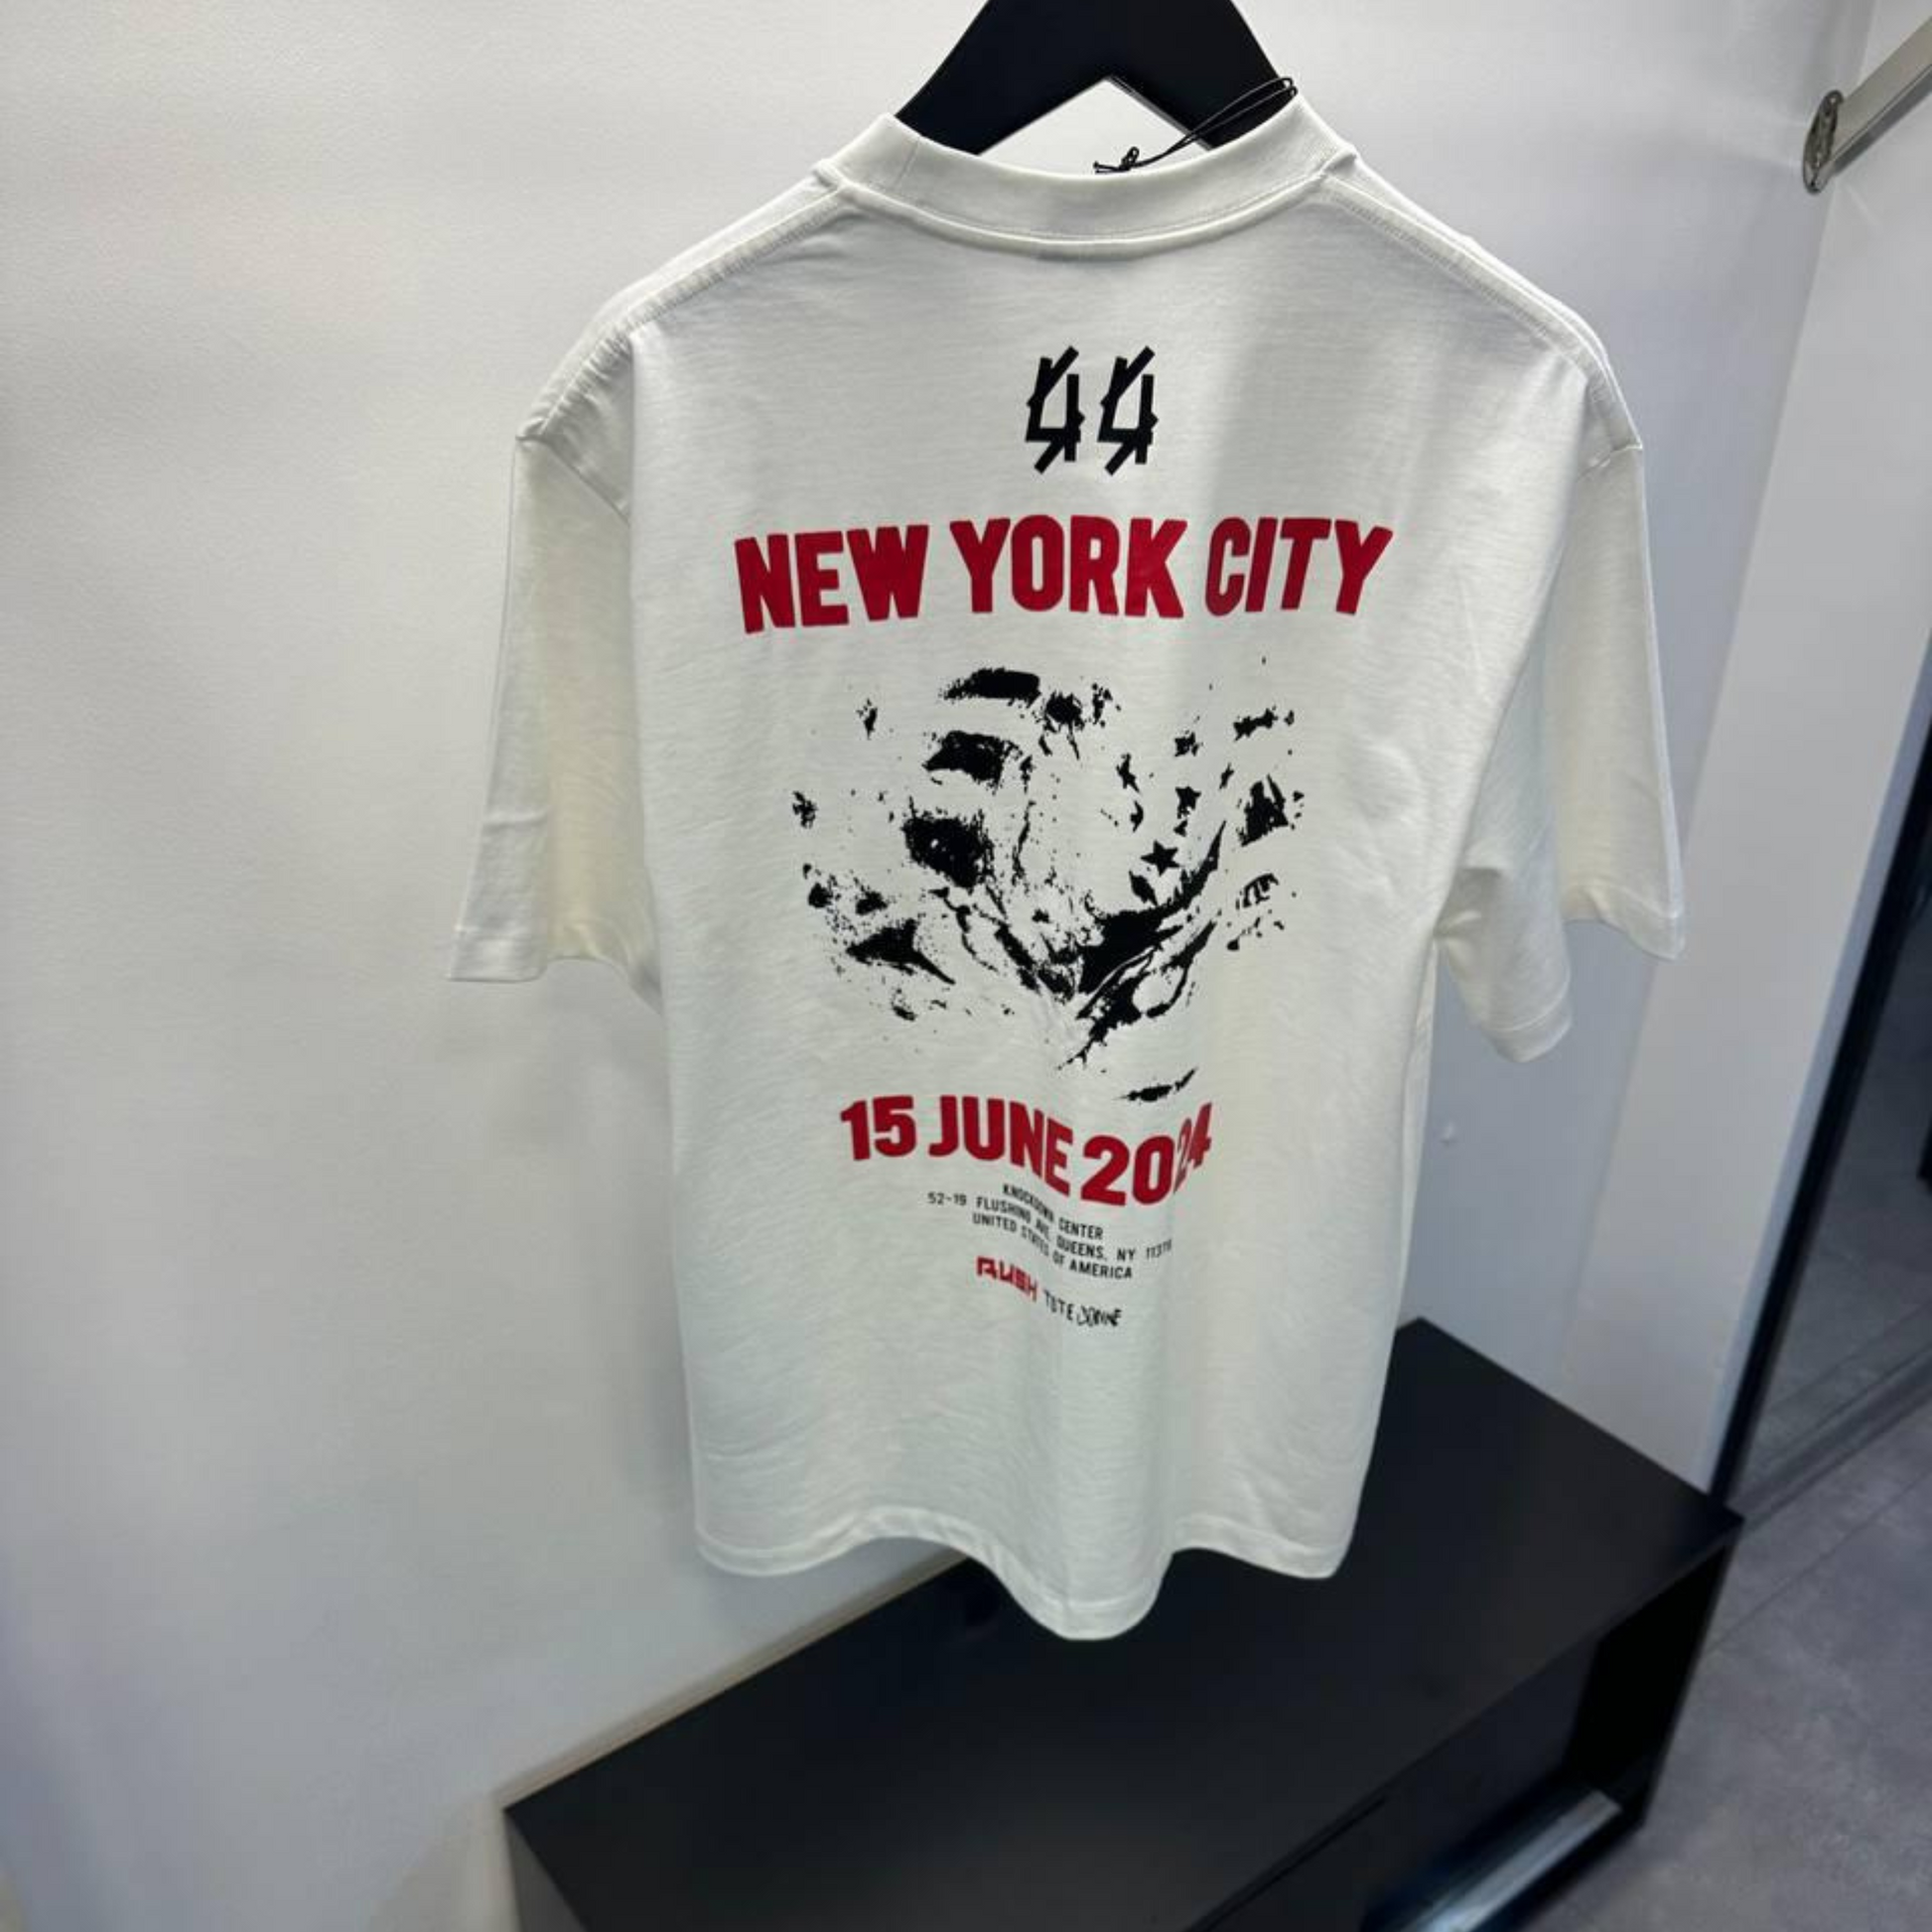 44
NEW YORK CITY
15 JUNE 2024
KNOCKDOWN CENTER
52-19 FLUSHING AVE, QUEENS, NY
UNITED STATES OF AMERICA
RUSH TOTE